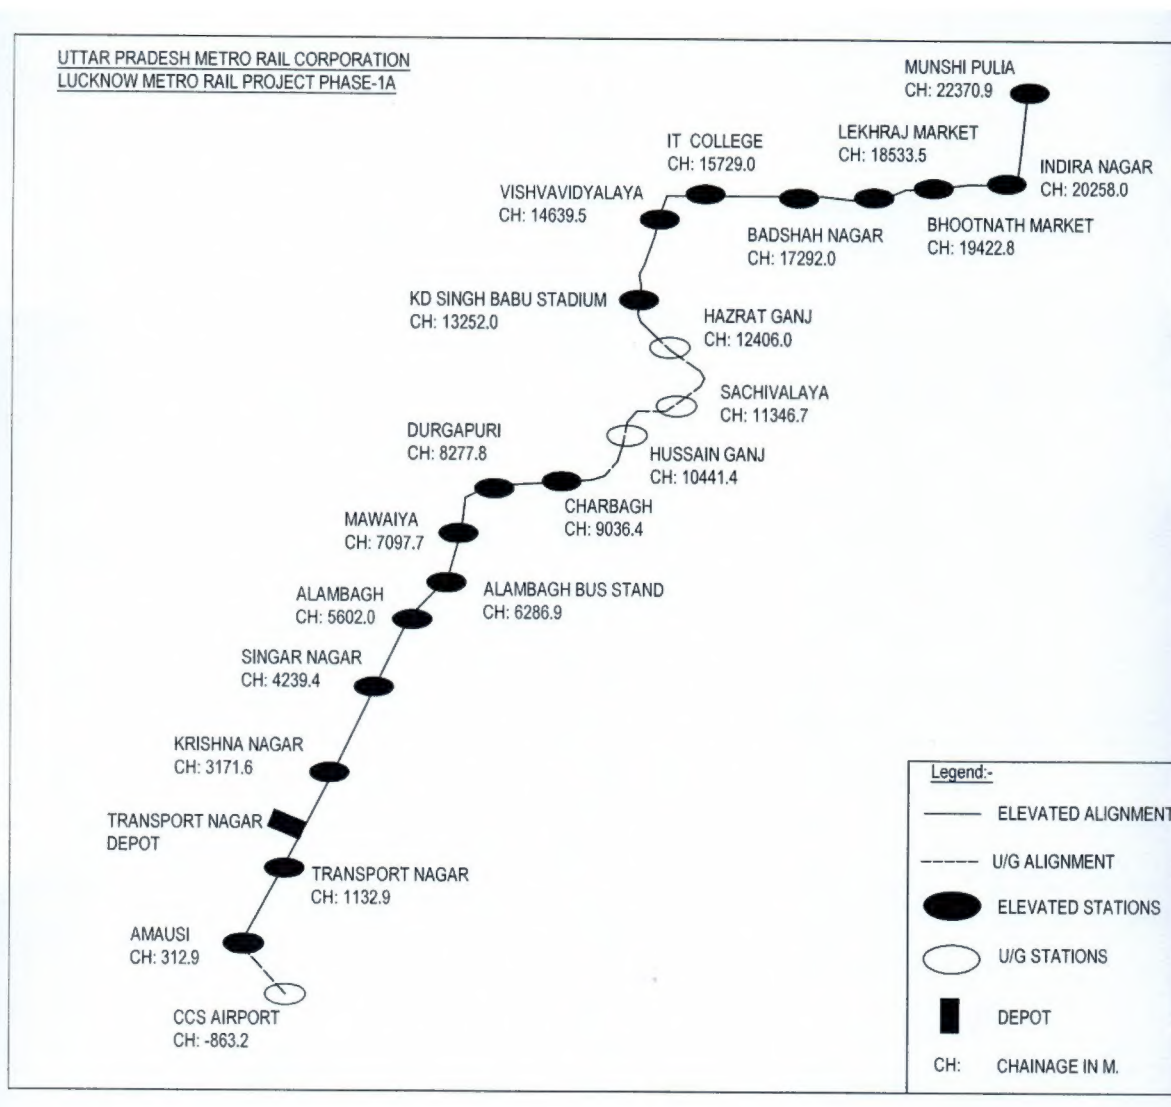 UTTAR PRADESH METRO RAIL CORPORATION
LUCKNOW METRO RAIL PROJECT PHASE-1A
MUNSHI PULIA
CH: 22370.9
LEKHRAJ MARKET
CH: 18533.5
IT COLLEGE
CH: 15729.0
INDIRA NAGAR
CH: 20258.0
VISHVAVIDYALAYA
CH: 14639.5
BHOOTNATH MARKET
CH: 19422.8
BADSHAH NAGAR
CH: 17292.0
KD SINGH BABU STADIUM
CH: 13252.0
HAZRAT GANJ
CH: 12406.0
SACHIVALAYA
CH: 11346.7
DURGAPURI
CH: 8277.8
HUSSAIN GANJ
CH: 10441.4
CHARBAGH
CH: 9036.4
MAWAIYA
CH: 7097.7
ALAMBAGH BUS STAND
CH: 6286.9
ALAMBAGH
CH: 5602.0
SINGAR NAGAR
CH: 4239.4
KRISHNA NAGAR
CH: 3171.6
TRANSPORT NAGAR
DEPOT
TRANSPORT NAGAR
CH: 1132.9
AMAUSI
CH: 312.9
CCS AIRPORT
CH: -863.2
Legend:-
ELEVATED ALIGNMENT
U/G ALIGNMENT
ELEVATED STATIONS
U/G STATIONS
DEPOT
CH: CHAINAGE IN M.